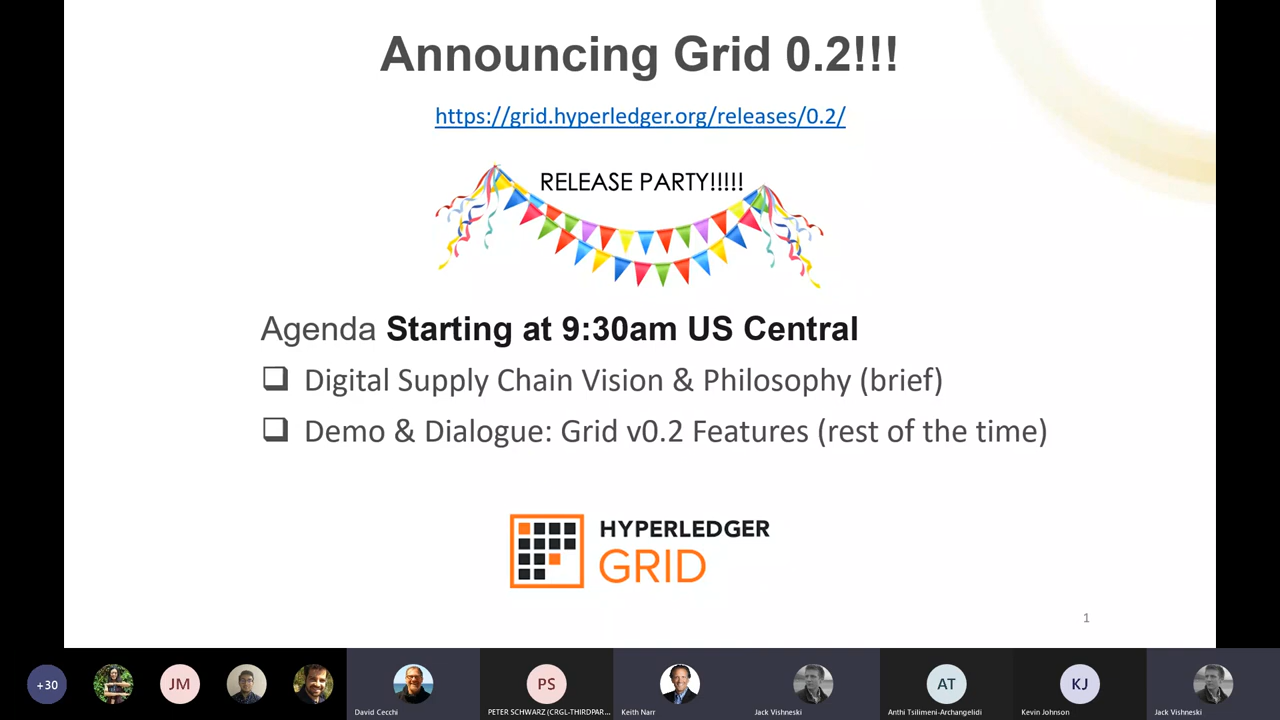 Announcing Grid 0.2!!!
https://grid.hyperledger.org/releases/0.2/
RELEASE PARTY!!!!!
Agenda Starting at 9:30am US Central
Digital Supply Chain Vision & Philosophy (brief)
Demo & Dialogue: Grid v0.2 Features (rest of the time)
HYPERLEDGER
GRID
1
+30
JM
PS
AT
KJ
David Cecchi
PETER SCHWARZ (CRGL-THIRDPAR...
Keith Narr
Jack Vishneski
Anthi Tsilimeni-Archangelidi
Kevin Johnson
Jack Vishneski